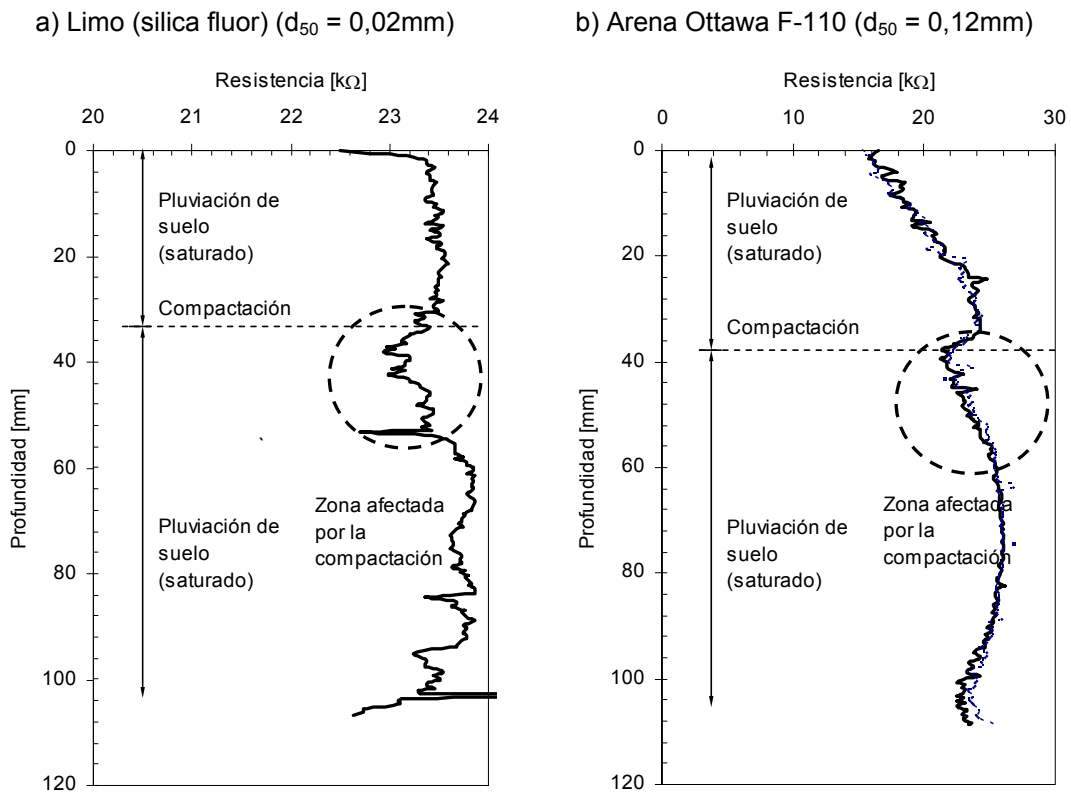 a) Limo (silica fluor) (d50 = 0,02mm)
Resistencia [kΩ]
20 21 22 23 24
0
20
40
60
80
100
120
Profundidad [mm]
Pluviación de
suelo
(saturado)
Compactación
Pluviación de
suelo
(saturado)
Zona afectada
por la
compactación
b) Arena Ottawa F-110 (d50 = 0,12mm)
Resistencia [kΩ]
0 10 20 30
0
20
40
60
80
100
120
Profundidad [mm]
Pluviación de
suelo
(saturado)
Compactación
Pluviación de
suelo
(saturado)
Zona afectada
por la
compactación